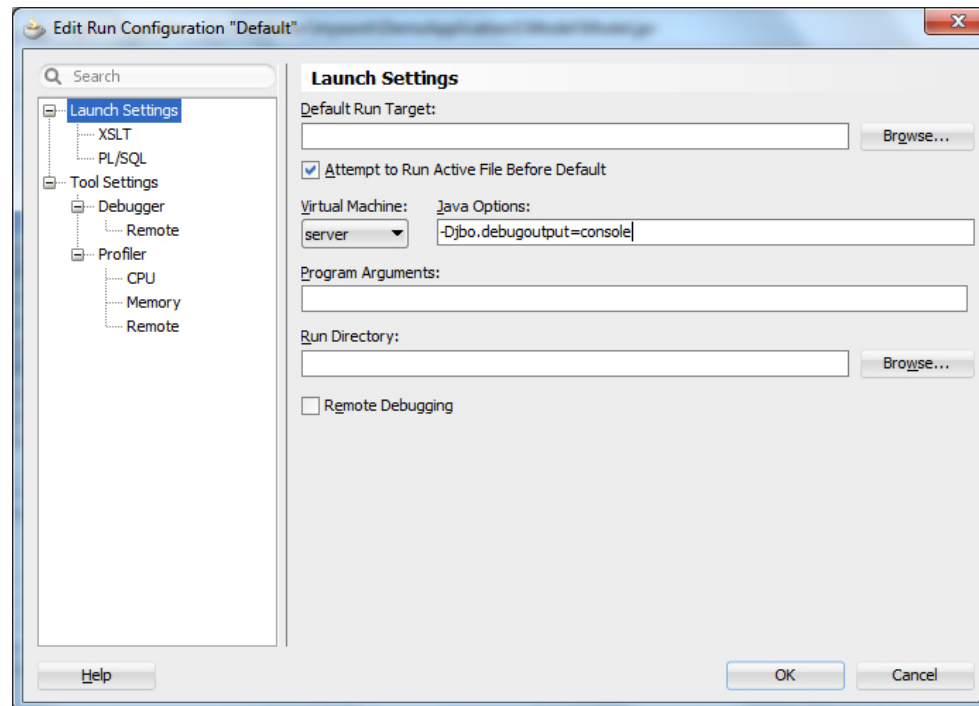 Edit Run Configuration "Default"
Search
Launch Settings
XSLT
PL/SQL
Tool Settings
Debugger
Remote
Profiler
CPU
Memory
Remote
Launch Settings
Default Run Target:
Browse...
Attempt to Run Active File Before Default
Virtual Machine: Java Options:
server -Djbo.debugoutput=console
Program Arguments:
Run Directory:
Browse...
Remote Debugging
Help OK Cancel